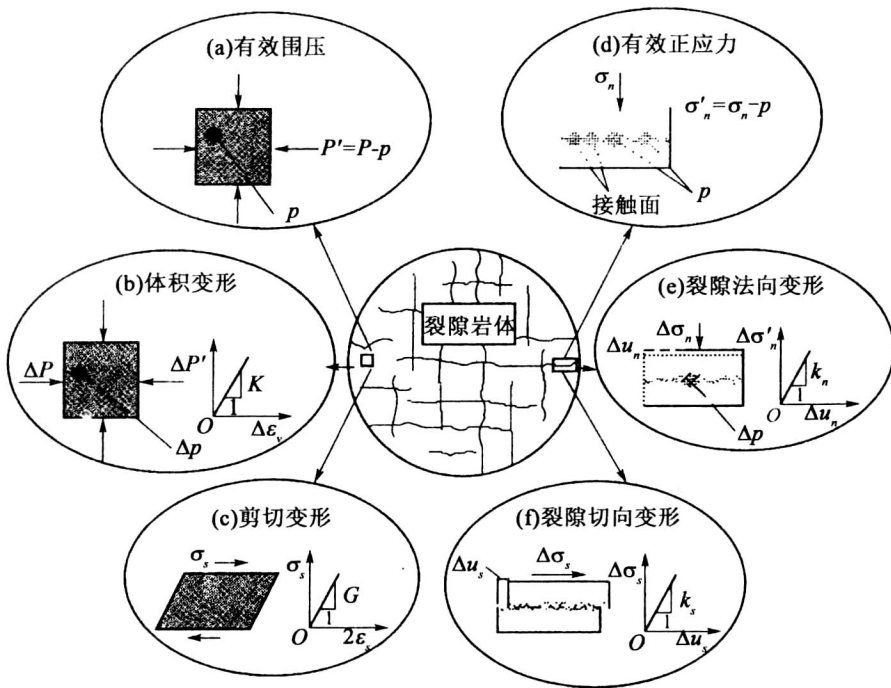 (a)有效围压
P'=P-p
p
(d)有效正应力
σₙ
σ'ₙ=σₙ-p
接触面
p
(b)体积变形
ΔP
ΔP'
Δp
K
1
O
Δεᵥ
裂隙岩体
(e)裂隙法向变形
Δuₙ
Δσₙ
Δσ'ₙ
kₙ
1
O
Δuₙ
Δp
(c)剪切变形
σₛ
σₛ
G
1
O
2εₛ
(f)裂隙切向变形
Δuₛ
Δσₛ
Δσₛ
kₛ
1
O
Δuₛ